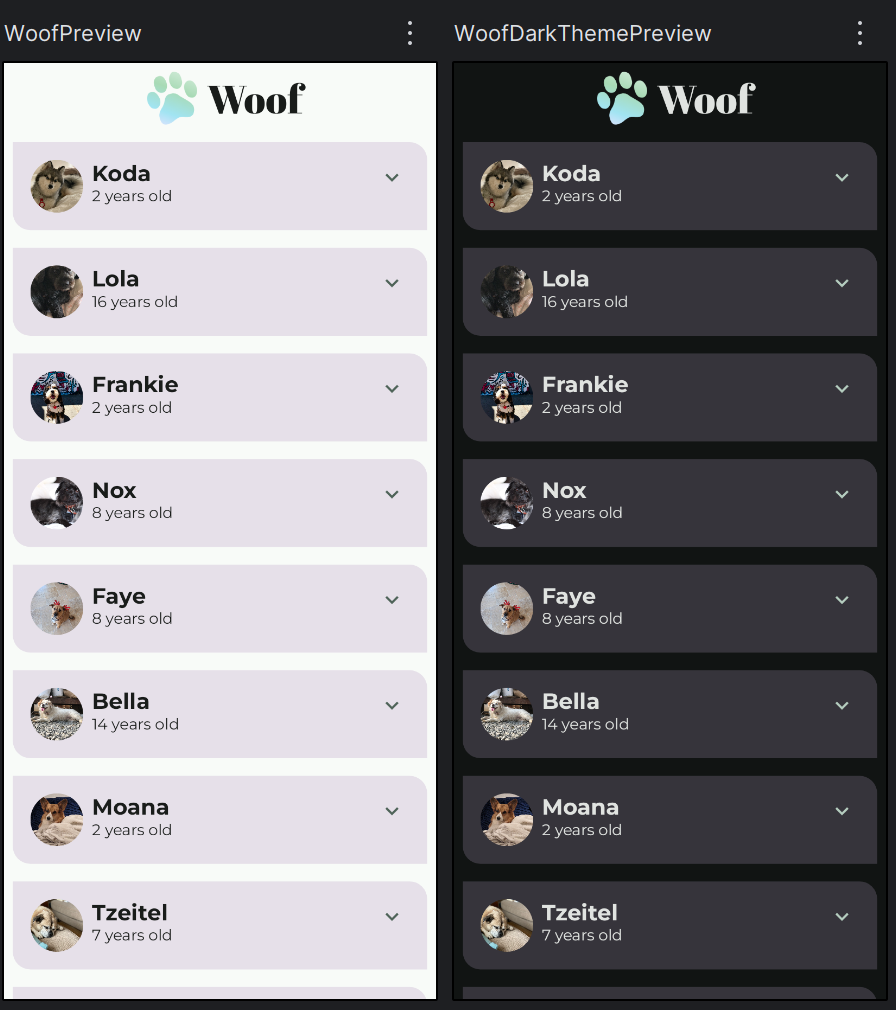 WoofPreview
Woof
Koda
2 years old
Lola
16 years old
Frankie
2 years old
Nox
8 years old
Faye
8 years old
Bella
14 years old
Moana
2 years old
Tzeitel
7 years old
WoofDarkThemePreview
Woof
Koda
2 years old
Lola
16 years old
Frankie
2 years old
Nox
8 years old
Faye
8 years old
Bella
14 years old
Moana
2 years old
Tzeitel
7 years old